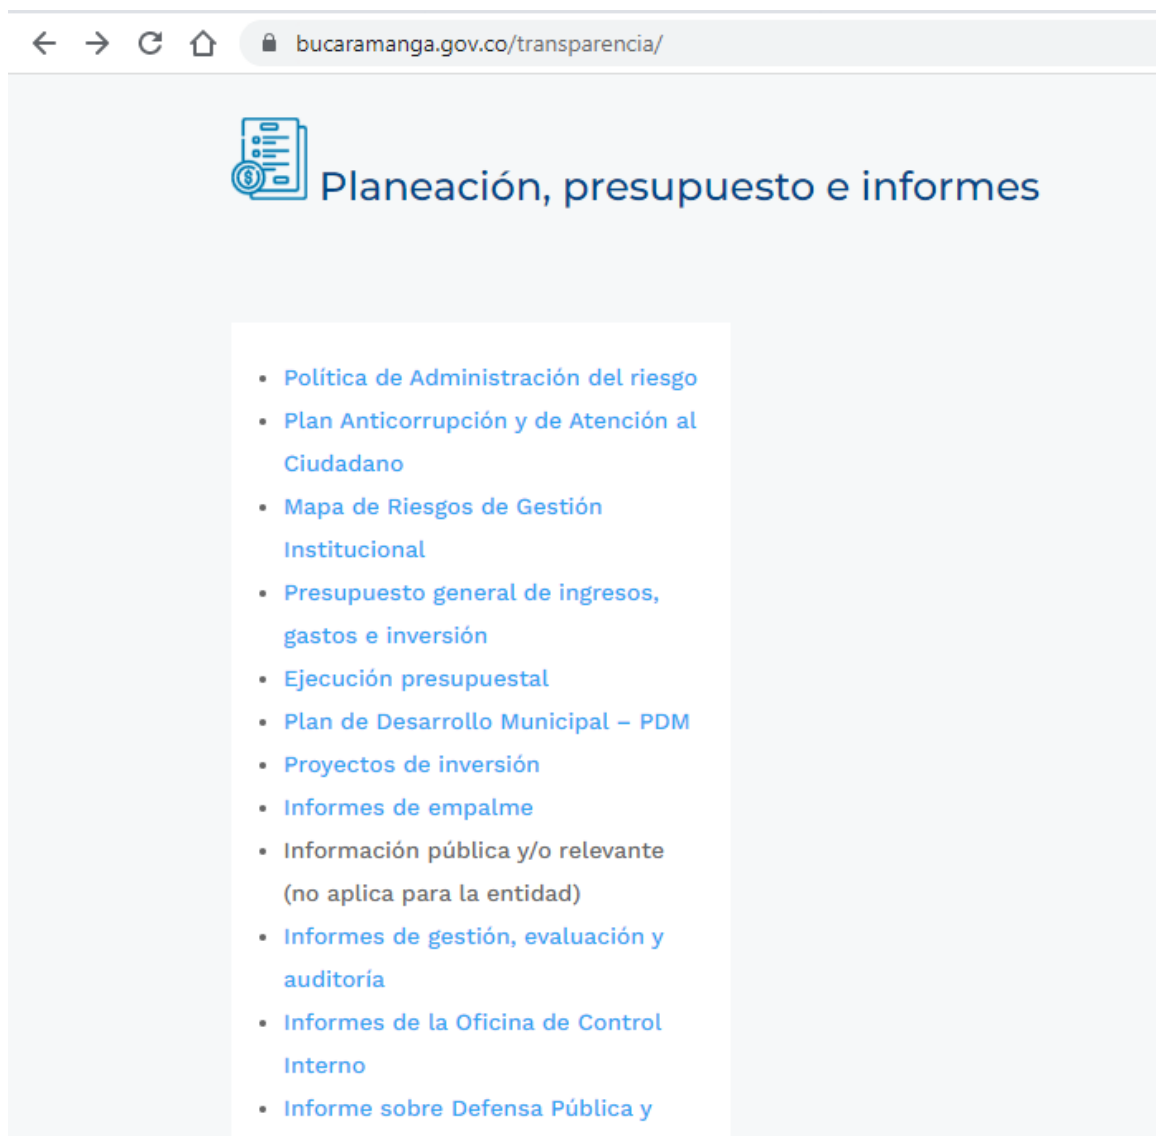 bucaramanga.gov.co/transparencia/
Planeación, presupuesto e informes
• Política de Administración del riesgo
• Plan Anticorrupción y de Atención al
Ciudadano
• Mapa de Riesgos de Gestión
Institucional
• Presupuesto general de ingresos,
gastos e inversión
• Ejecución presupuestal
• Plan de Desarrollo Municipal – PDM
• Proyectos de inversión
• Informes de empalme
• Información pública y/o relevante
(no aplica para la entidad)
• Informes de gestión, evaluación y
auditoría
• Informes de la Oficina de Control
Interno
• Informe sobre Defensa Pública y